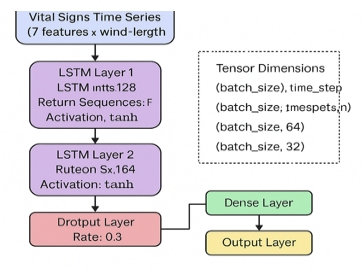 Vital Signs Time Series
(7 features x wind-length
LSTM Layer 1
LSTM ıntts.128
Return Sequences: F
Activation, tanh
LSTM Layer 2
Ruteon Sx,164
Activation: tanh
Drotput Layer
Rate: 0.3
Tensor Dimensions
(batch_size), time_step
(batch_size, tmespets,n)
(batch_size, 64)
(batch_size, 32)
Dense Layer
Output Layer